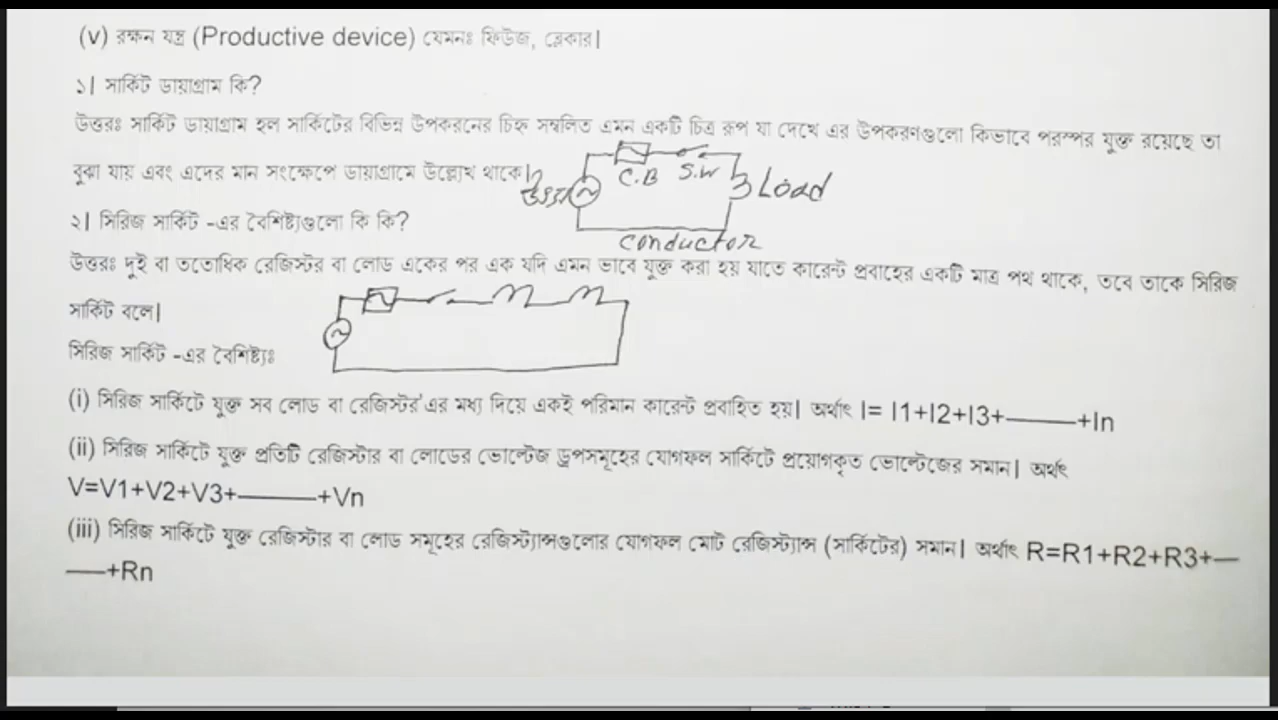 (v) রক্ষন যন্ত্র (Productive device) যেমনঃ ফিউজ, ব্রেকার।
১। সার্কিট ডায়াগ্রাম কি?
উত্তরঃ সার্কিট ডায়াগ্রাম হল সার্কিটের বিভিন্ন উপকরনের চিহ্ন সম্বলিত এমন একটি চিত্র রূপ যা দেখে এর উপকরণগুলো কিভাবে পরস্পর যুক্ত রয়েছে তা
বুঝা যায় এবং এদের মান সংক্ষেপে ডায়াগ্রামে উল্লেখ থাকে।
C.B S.W Load
২। সিরিজ সার্কিট -এর বৈশিষ্ট্যগুলো কি কি?
conductor
উত্তরঃ দুই বা ততোধিক রেজিস্টর বা লোড একের পর এক যদি এমন ভাবে যুক্ত করা হয় যাতে কারেন্ট প্রবাহের একটি মাত্র পথ থাকে, তবে তাকে সিরিজ
সার্কিট বলে।
সিরিজ সার্কিট -এর বৈশিষ্ট্যঃ
(i) সিরিজ সার্কিটে যুক্ত সব লোড বা রেজিস্টর'এর মধ্য দিয়ে একই পরিমান কারেন্ট প্রবাহিত হয়। অর্থাৎ I= I1+I2+I3+———+In
(ii) সিরিজ সার্কিটে যুক্ত প্রতিটি রেজিস্টার বা লোডের ভোল্টেজ ড্রপসমূহের যোগফল সার্কিটে প্রয়োগকৃত ভোল্টেজের সমান। অর্থাৎ
V=V1+V2+V3+———+Vn
(iii) সিরিজ সার্কিটে যুক্ত রেজিস্টার বা লোড সমূহের রেজিস্ট্যান্সগুলোর যোগফল মোট রেজিস্ট্যান্স (সার্কিটের) সমান। অর্থাৎ R=R1+R2+R3+—
——+Rn